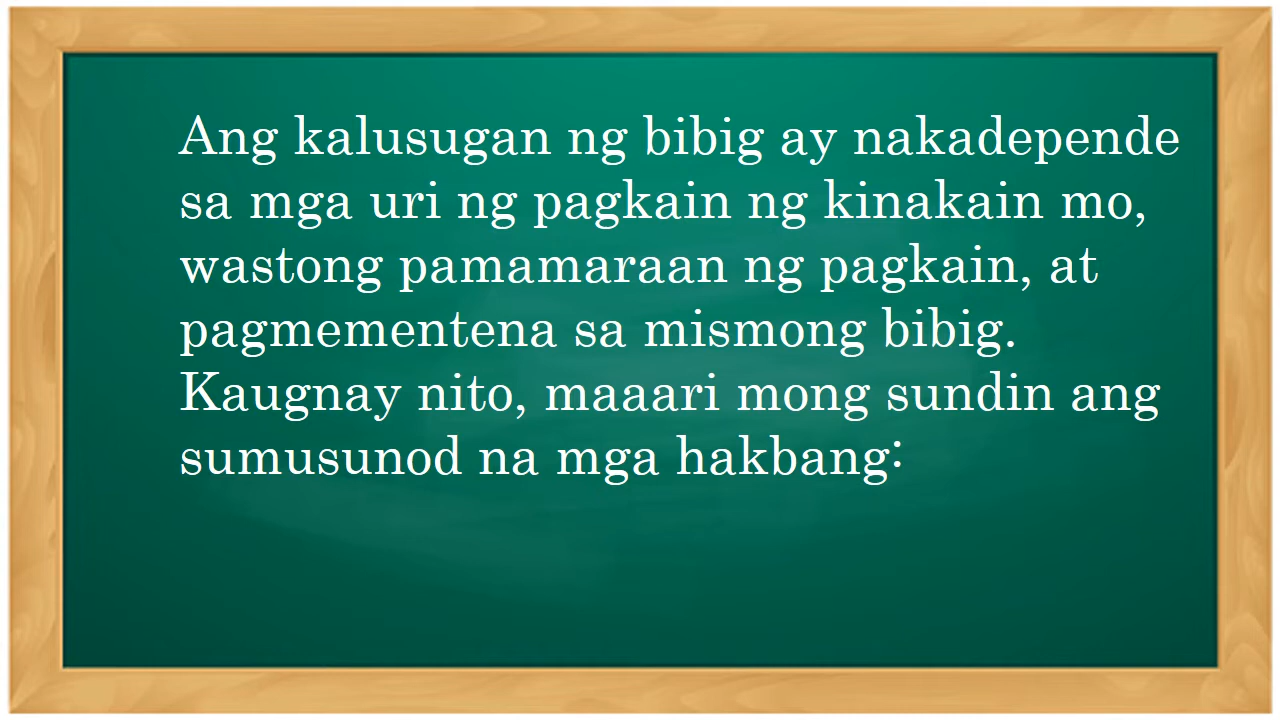 Ang kalusugan ng bibig ay nakadepende
sa mga uri ng pagkain ng kinakain mo,
wastong pamamaraan ng pagkain, at
pagmementena sa mismong bibig.
Kaugnay nito, maaari mong sundin ang
sumusunod na mga hakbang: